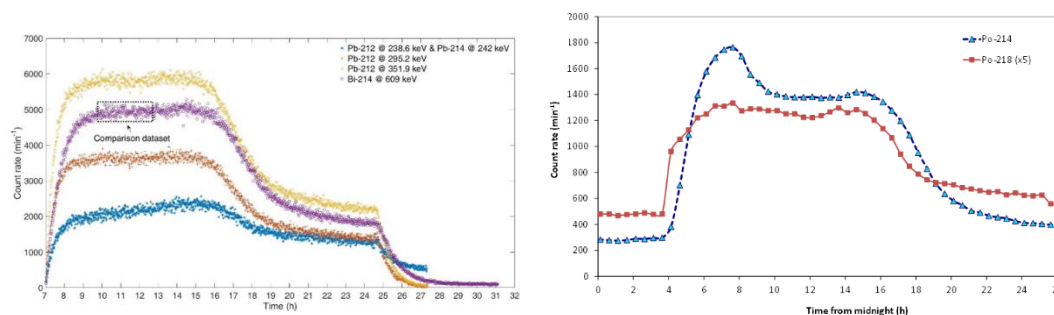 7000
6000
5000
4000
3000
2000
1000
0
Count rate (min⁻¹)
Pb-212 @ 238.6 keV & Pb-214 @ 242 keV
Pb-212 @ 295.2 keV
Pb-212 @ 351.9 keV
Bi-214 @ 609 keV
Comparison dataset
7 8 9 10 11 12 13 14 15 16 17 18 19 20 21 22 23 24 25 26 27 28 29 30 31 32
Time (h)
2000
1800
1600
1400
1200
1000
800
600
400
200
0
Count rate (min⁻¹)
Po-214
Po-218 (x5)
0 2 4 6 8 10 12 14 16 18 20 22 24
Time from midnight (h)